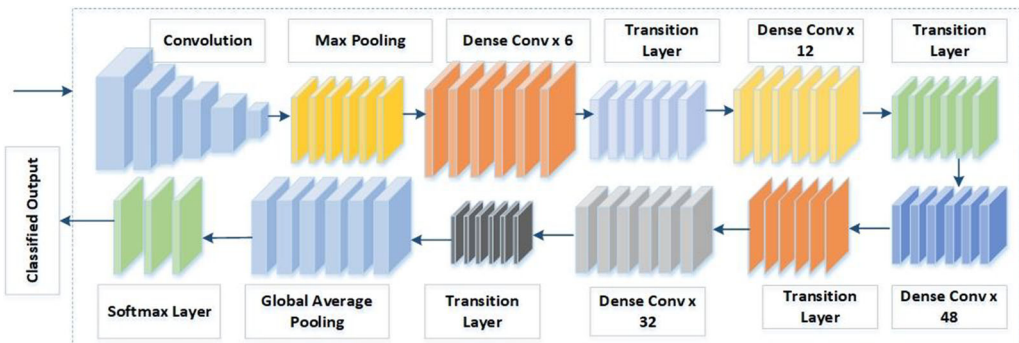 Convolution
Max Pooling
Dense Conv x 6
Transition
Layer
Dense Conv x
12
Transition
Layer
Classified Output
Softmax Layer
Global Average
Pooling
Transition
Layer
Dense Conv x
32
Transition
Layer
Dense Conv x
48